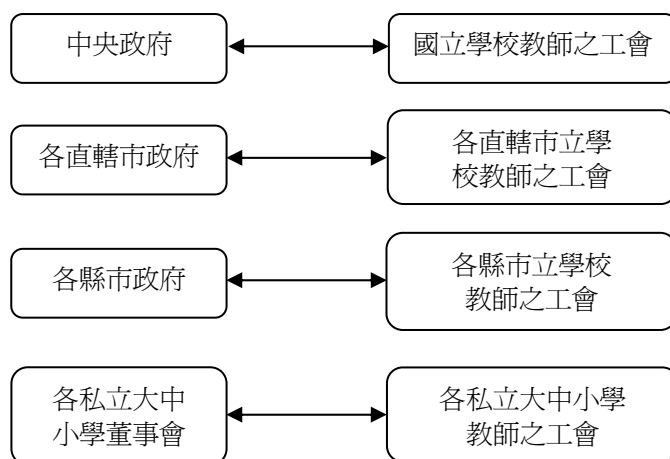 中央政府
國立學校教師之工會
各直轄市政府
各直轄市立學
校教師之工會
各縣市政府
各縣市立學校
教師之工會
各私立大中
小學董事會
各私立大中小學
教師之工會